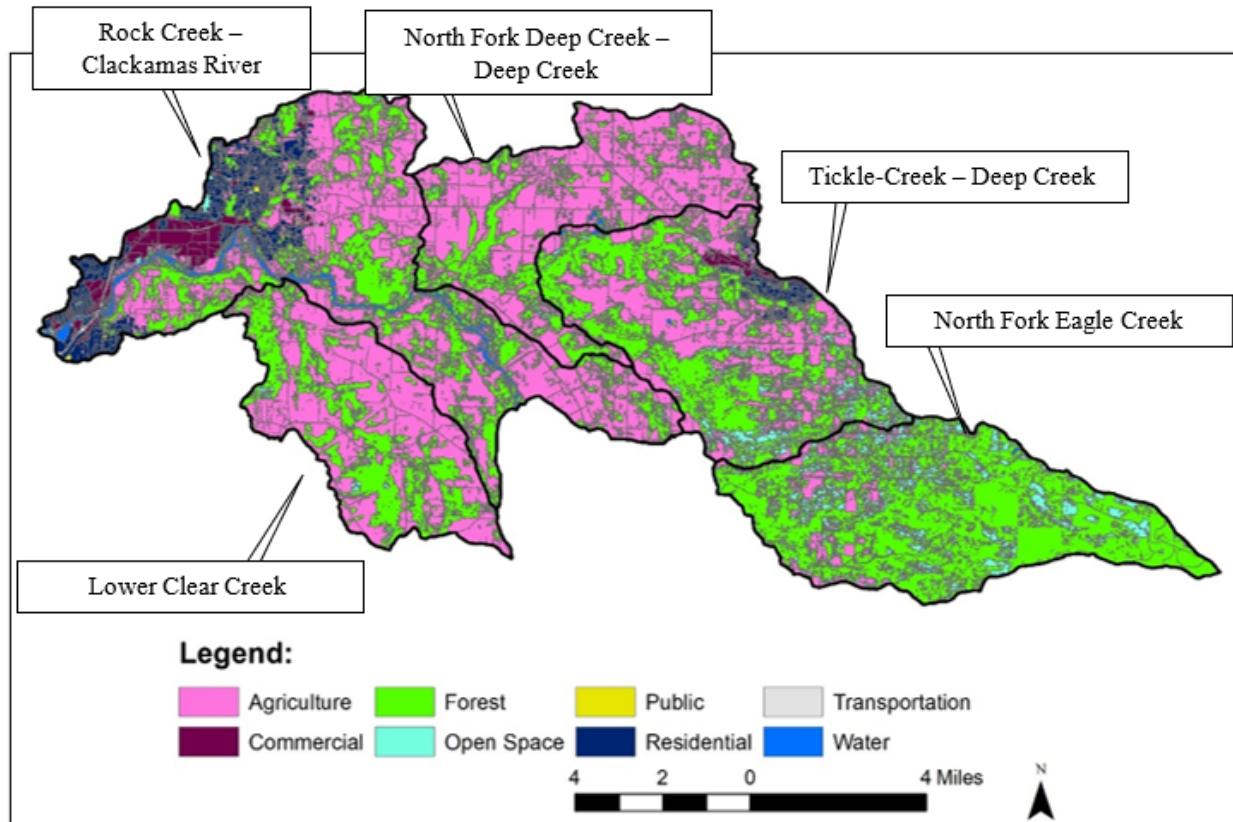 Rock Creek –
Clackamas River
North Fork Deep Creek –
Deep Creek
Tickle-Creek – Deep Creek
North Fork Eagle Creek
Lower Clear Creek
Legend:
Agriculture Forest Public Transportation
Commercial Open Space Residential Water
4 2 0 4 Miles
N